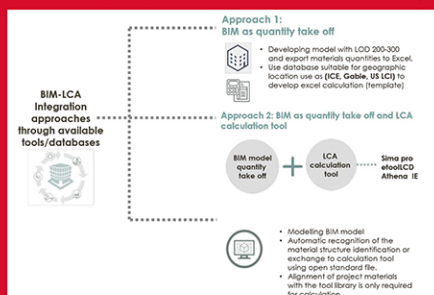 Approach 1:
BIM as quantity take off
• Developing model with LOD 200-300
and export materials quantities to Excel.
• Use database suitable for geographic
location use as (ICE, Gabie, US LCI) to
develop excel calculation (template)
BIM-LCA
Integration
approaches
through available
tools/databases
Approach 2: BIM as quantity take off and LCA
calculation tool
BIM model
quantity
take off
+
LCA
calculation
tool
Sima pro
etoolLCD
Athena IE
• Modelling BIM model
• Automatic recognition of the
material structure identification or
exchange to calculation tool
using open standard file.
• Alignment of project materials
with the tool library is only required
for calculation